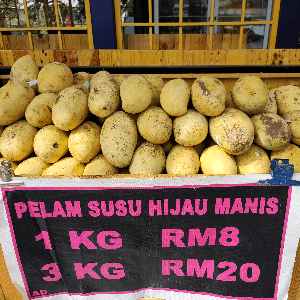 PELAM SUSU HIJAU MANIS
1 KG RM8
3 KG RM20